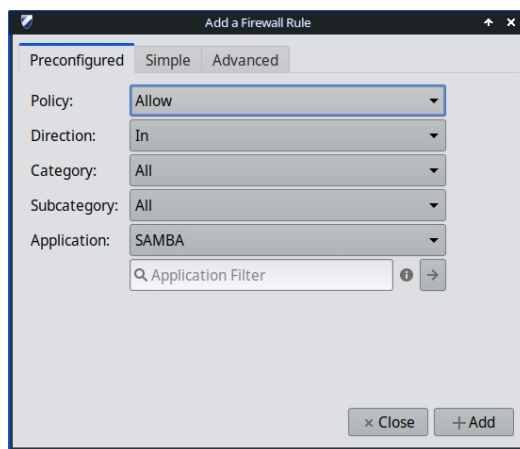 Add a Firewall Rule
Preconfigured Simple Advanced
Policy: Allow
Direction: In
Category: All
Subcategory: All
Application: SAMBA
Application Filter
Close Add